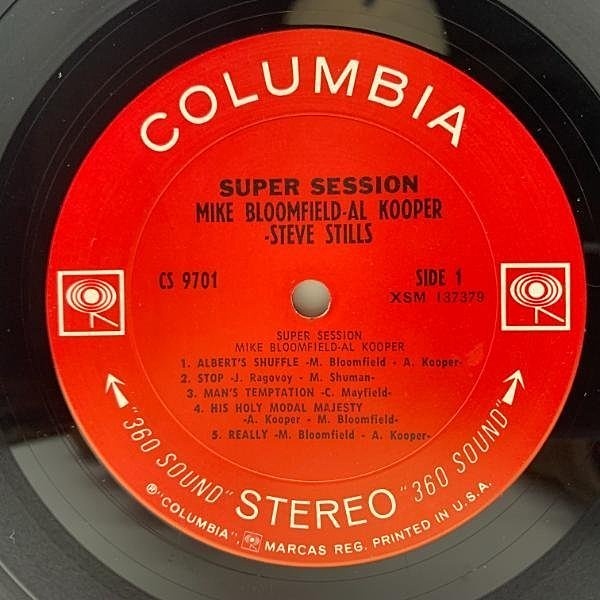 COLUMBIA
SUPER SESSION
MIKE BLOOMFIELD-AL KOOPER
-STEVE STILLS
CS 9701
SIDE 1
XSM 137379
SUPER SESSION
MIKE BLOOMFIELD-AL KOOPER
1. ALBERT'S SHUFFLE -M. Bloomfield - A. Kooper-
2. STOP -J. Ragovoy - M. Shuman-
3. MAN'S TEMPTATION -C. Mayfield-
4. HIS HOLY MODAL MAJESTY
-A. Kooper - M. Bloomfield-
5. REALLY -M. Bloomfield - A. Kooper-
"360 SOUND" STEREO "360 SOUND"
℗"COLUMBIA", MARCAS REG. PRINTED IN U.S.A.